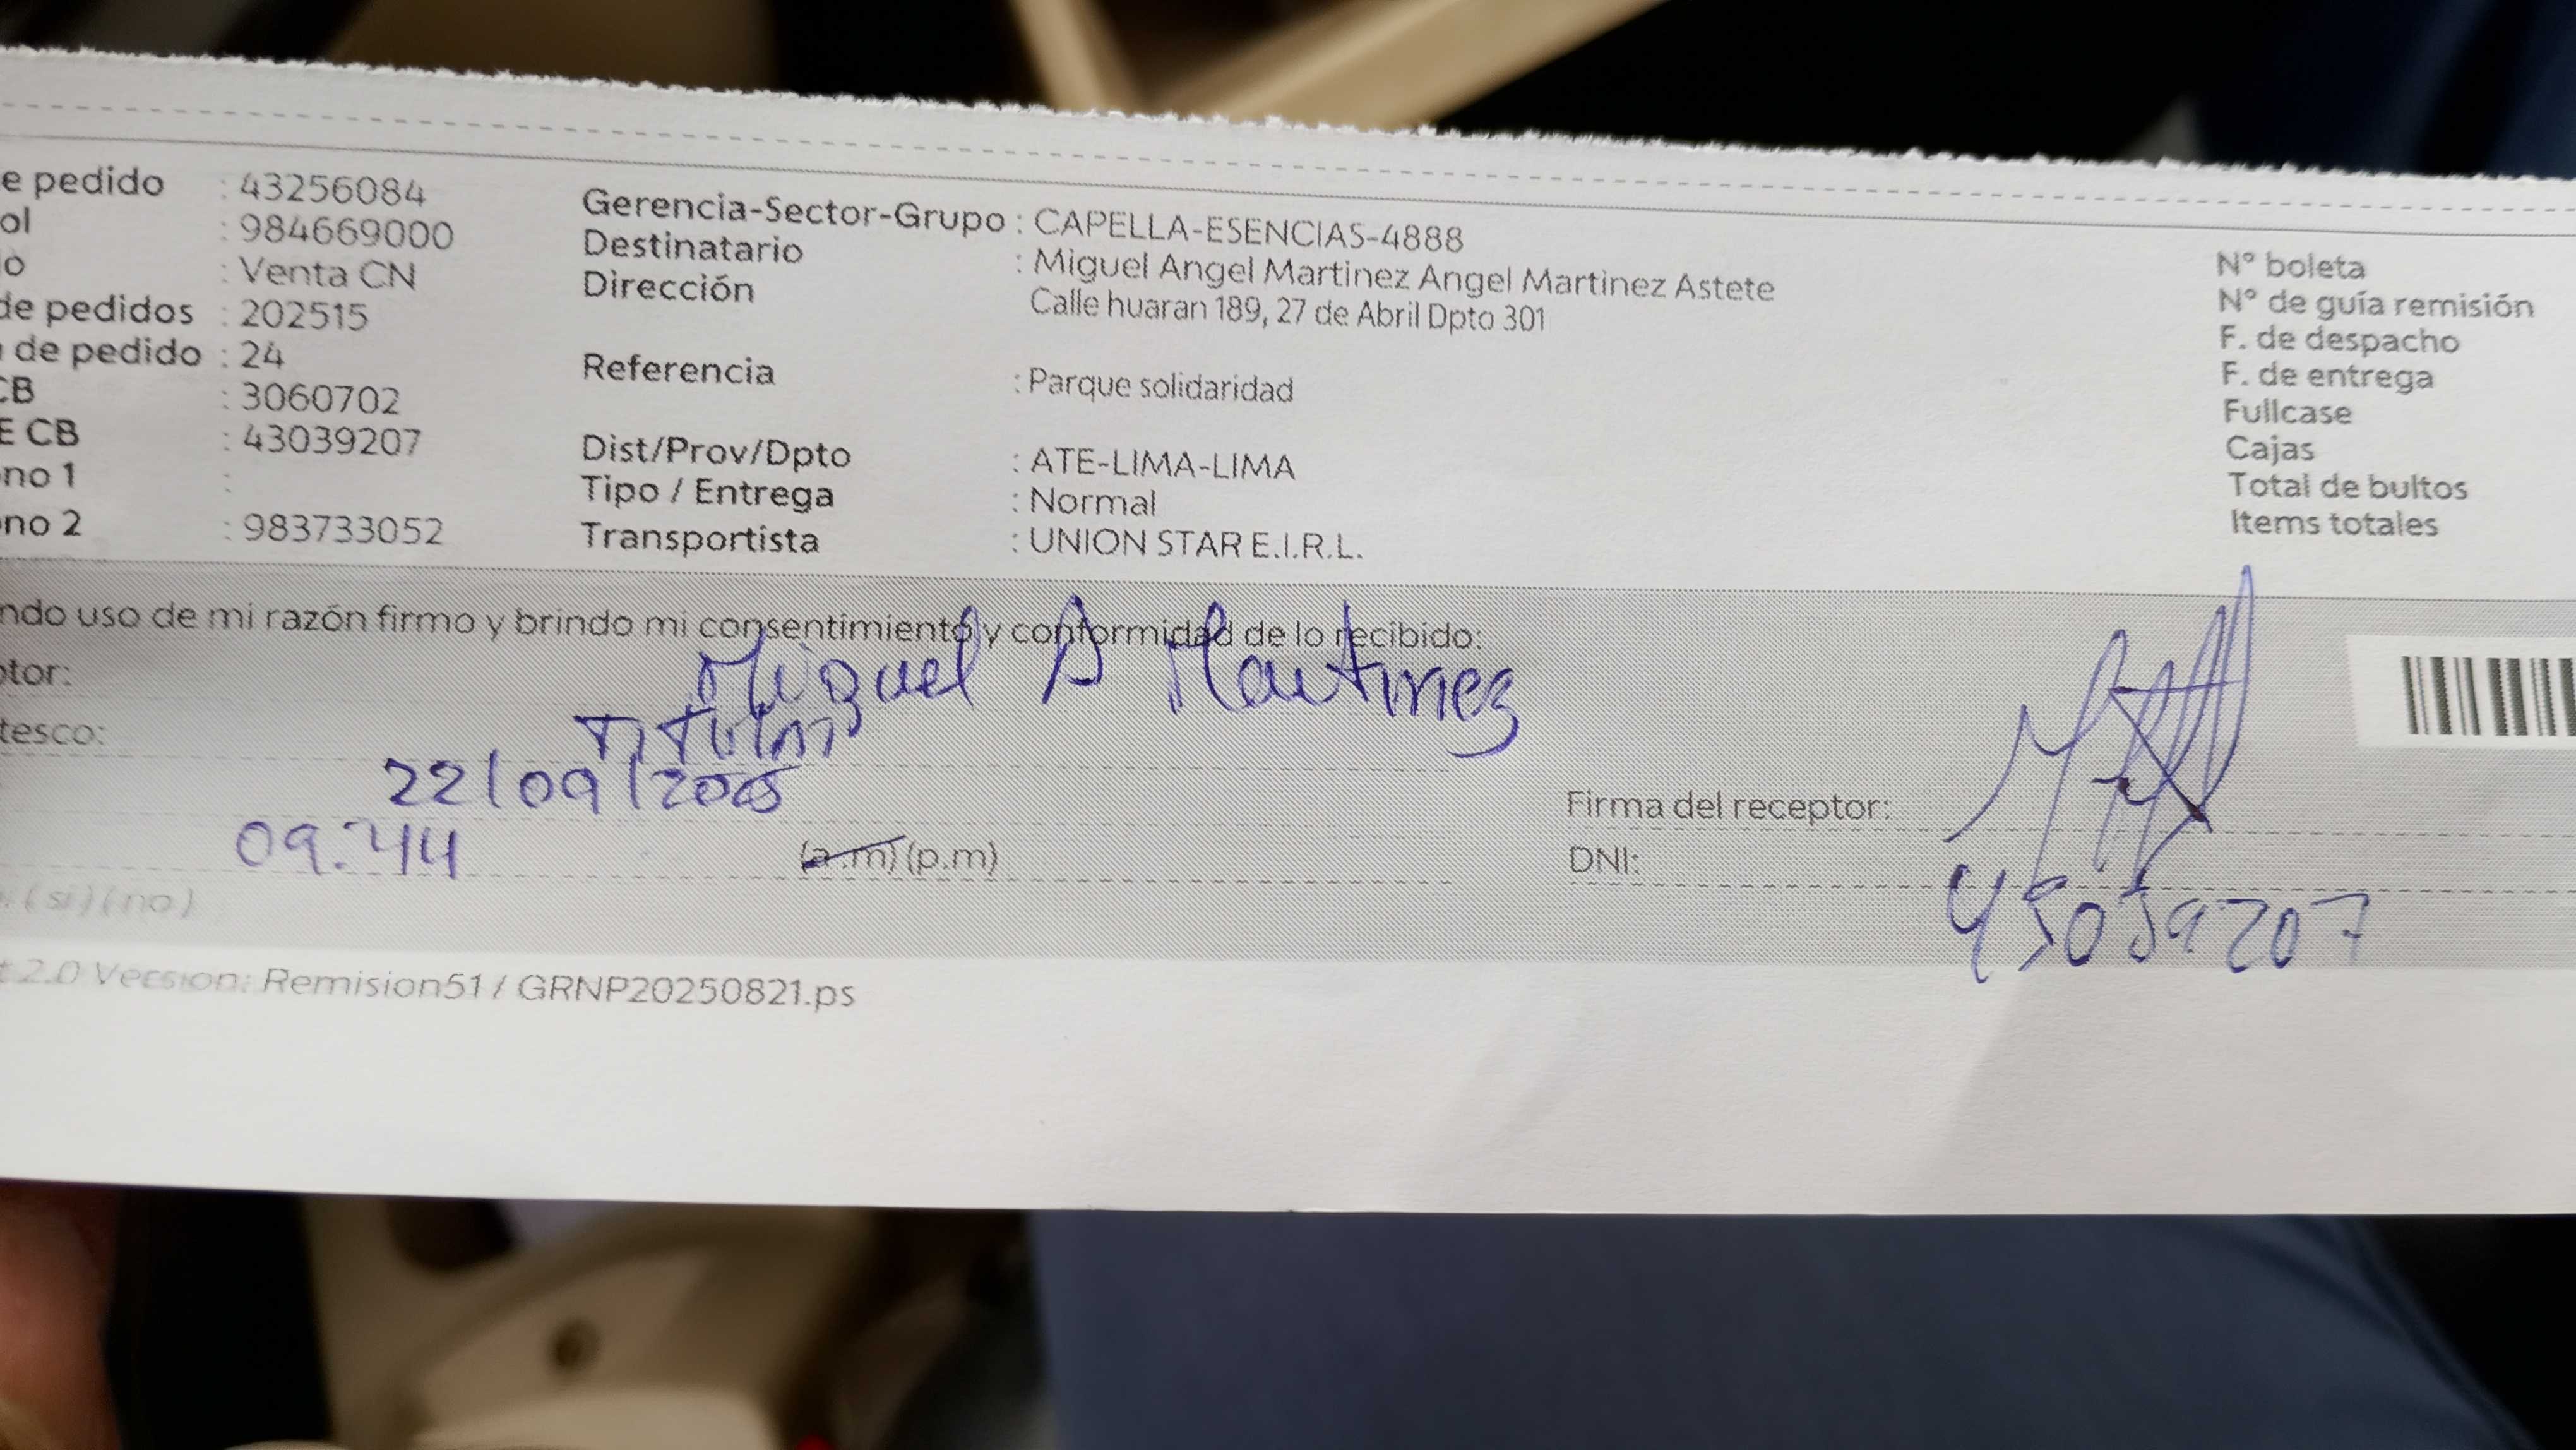 e pedido : 43256084
ol : 984669000
o : Venta CN
de pedidos : 202515
de pedido : 24
CB : 3060702
E CB : 43039207
no 1 :
no 2 : 983733052
Gerencia-Sector-Grupo : CAPELLA-ESENCIAS-4888
Destinatario : Miguel Angel Martinez Angel Martinez Astete
Dirección Calle huaran 189, 27 de Abril Dpto 301
Referencia : Parque solidaridad
Dist/Prov/Dpto : ATE-LIMA-LIMA
Tipo / Entrega : Normal
Transportista : UNION STAR E.I.R.L.
N° boleta
N° de guía remisión
F. de despacho
F. de entrega
Fullcase
Cajas
Total de bultos
Items totales
ndo uso de mi razón firmo y brindo mi consentimiento y conformidad de lo recibido:
ptor: Miguel A Martinez
tesco:
22/09/2025
09:44 (a.m) (p.m)
(si) (no)
Firma del receptor:
DNI: 43039207
t 2.0 Version: Remision51 / GRNP20250821.ps